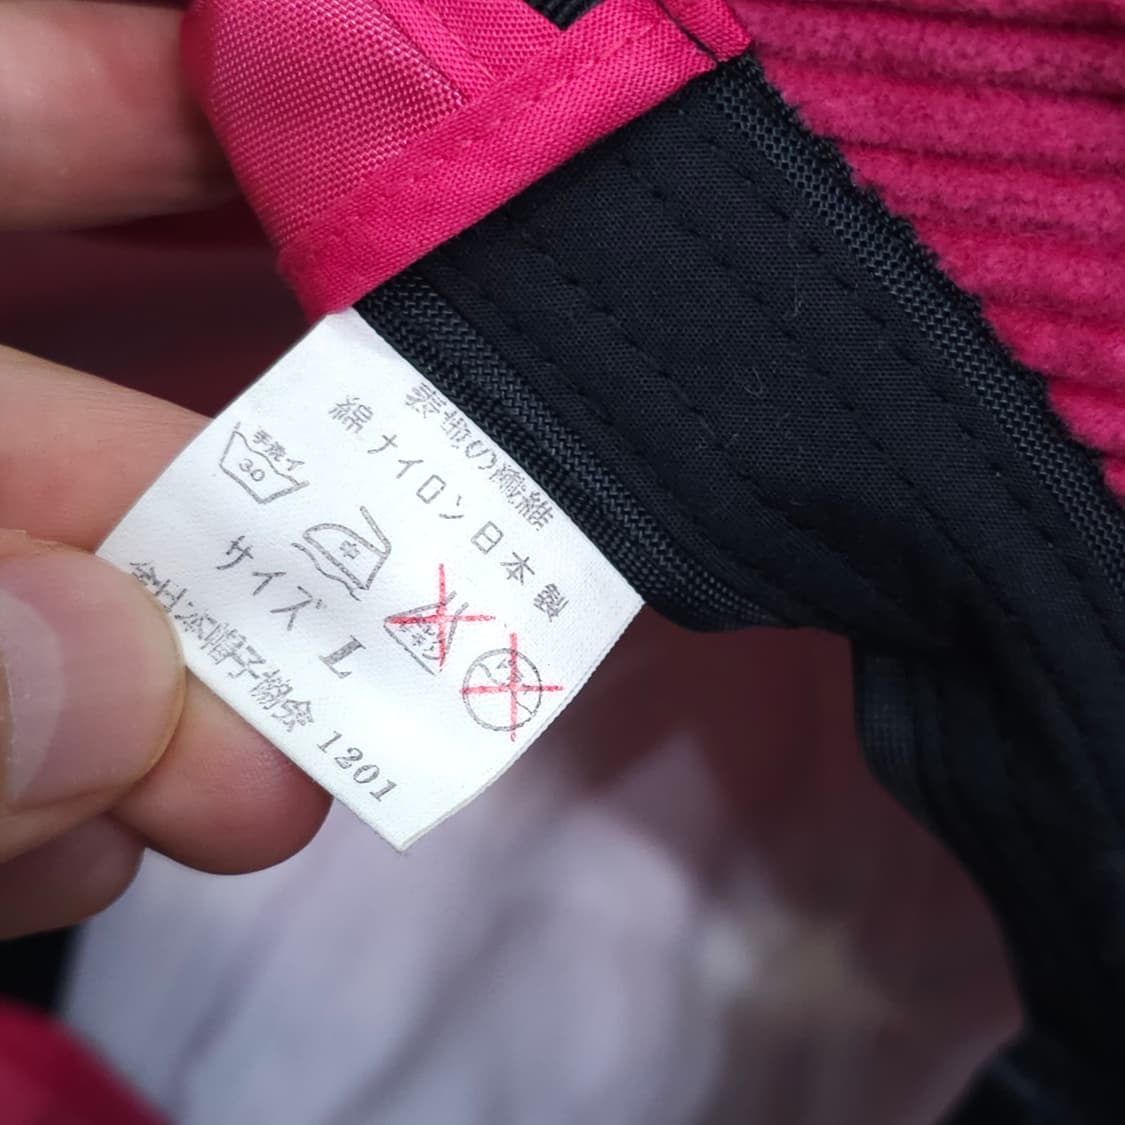 表地の繊維
綿 ナイロン 日本製
手洗イ
30
サイズ L
全日本帽子協会 1201